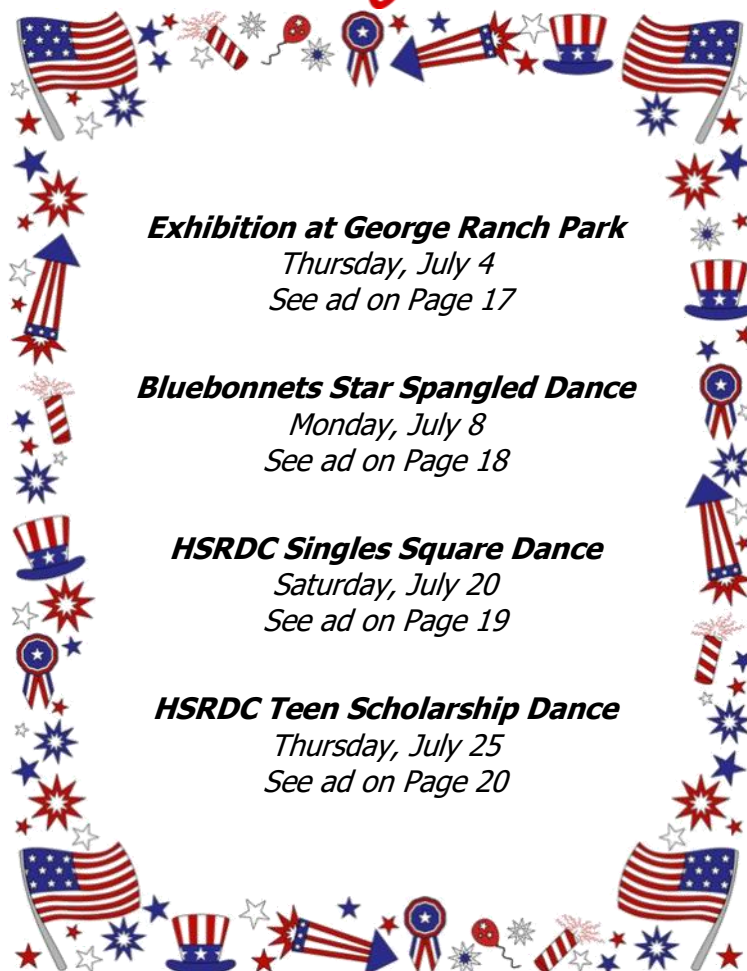 Exhibition at George Ranch Park
Thursday, July 4
See ad on Page 17
Bluebonnets Star Spangled Dance
Monday, July 8
See ad on Page 18
HSRDC Singles Square Dance
Saturday, July 20
See ad on Page 19
HSRDC Teen Scholarship Dance
Thursday, July 25
See ad on Page 20